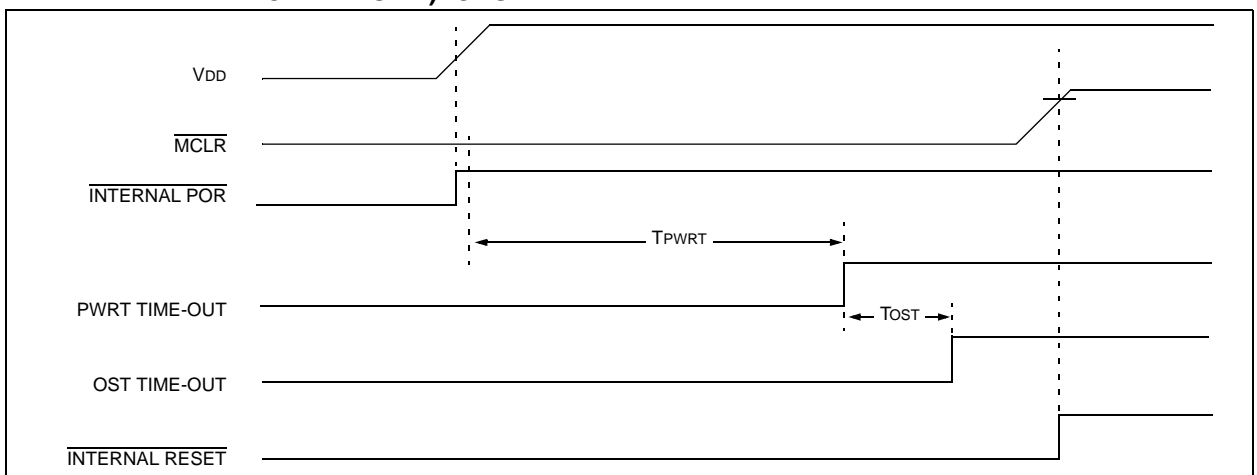 VDD
MCLR
INTERNAL POR
TPWRT
PWRT TIME-OUT
TOST
OST TIME-OUT
INTERNAL RESET